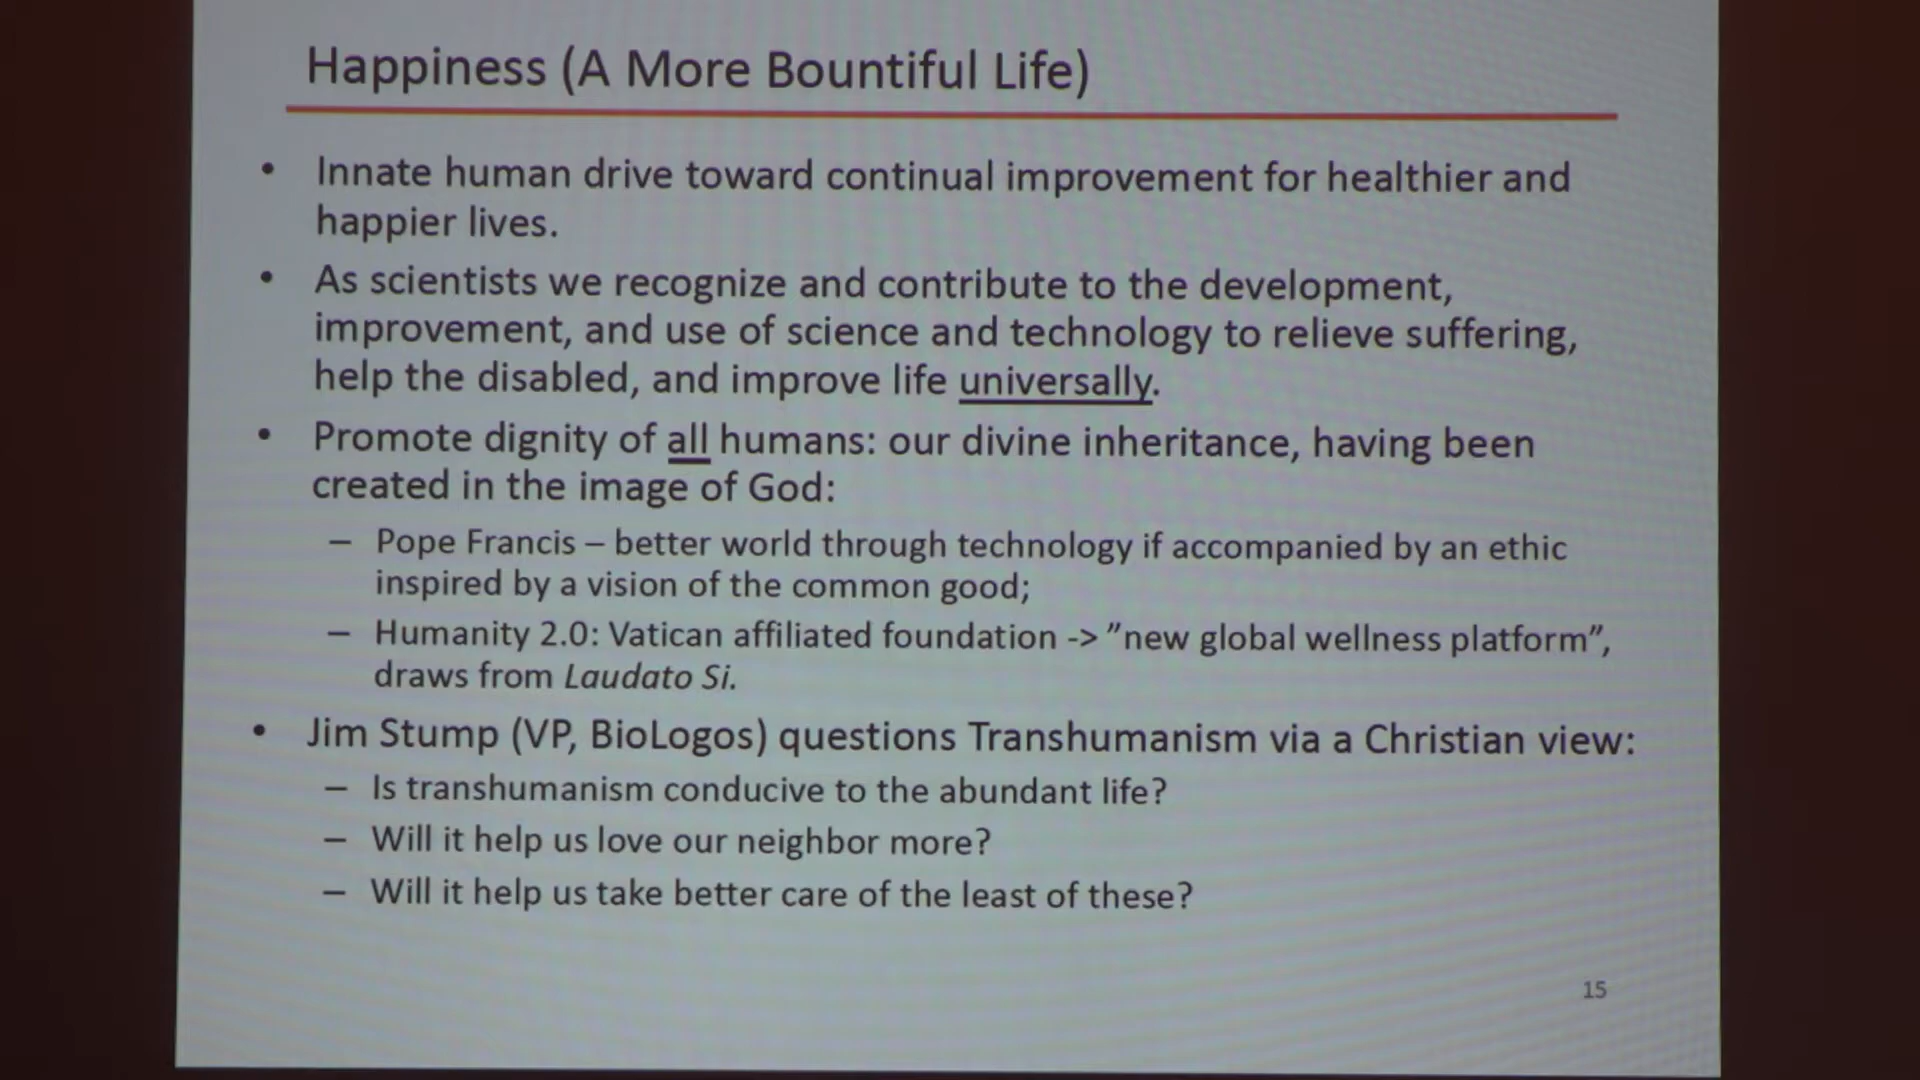 Happiness (A More Bountiful Life)
• Innate human drive toward continual improvement for healthier and
happier lives.
• As scientists we recognize and contribute to the development,
improvement, and use of science and technology to relieve suffering,
help the disabled, and improve life universally.
• Promote dignity of all humans: our divine inheritance, having been
created in the image of God:
– Pope Francis – better world through technology if accompanied by an ethic
inspired by a vision of the common good;
– Humanity 2.0: Vatican affiliated foundation -> ”new global wellness platform”,
draws from Laudato Si.
• Jim Stump (VP, BioLogos) questions Transhumanism via a Christian view:
– Is transhumanism conducive to the abundant life?
– Will it help us love our neighbor more?
– Will it help us take better care of the least of these?
15